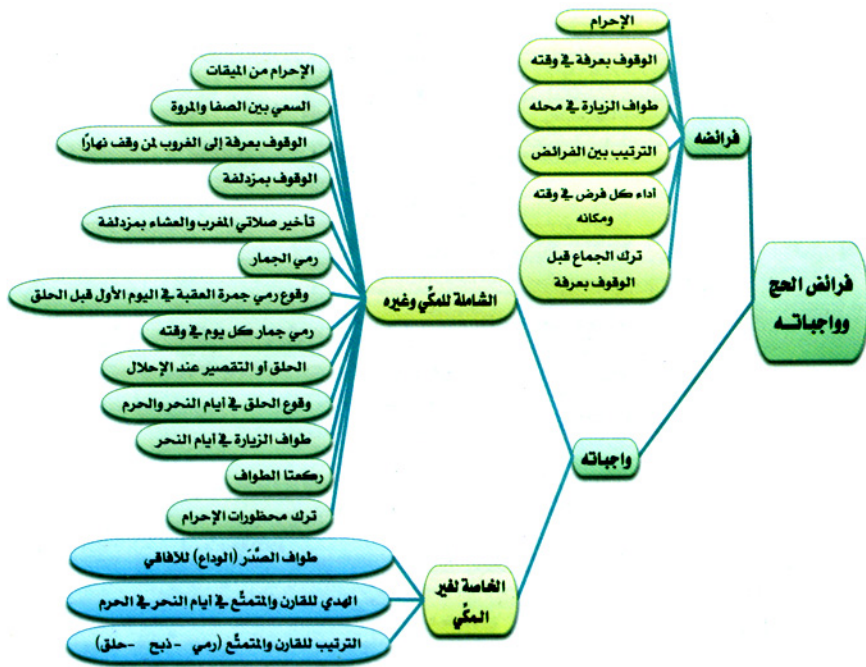 فرائض الحج
وواجباتـــه
فرائضه
الإحرام
الوقوف بعرفة في وقته
طواف الزيارة في محله
الترتيب بين الفرائض
أداء كل فرض في وقته
ومكانه
ترك الجماع قبل
الوقوف بعرفة
واجباته
الشاملة للمكّي وغيره
الإحرام من الميقات
السعي بين الصفا والمروة
الوقوف بعرفة إلى الغروب لمن وقف نهارًا
الوقوف بمزدلفة
تأخير صلاتي المغرب والعشاء بمزدلفة
رمي الجمار
وقوع رمي جمرة العقبة في اليوم الأول قبل الحلق
رمي جمار كل يوم في وقته
الحلق أو التقصير عند الإحلال
وقوع الحلق في أيام النحر والحرم
طواف الزيارة في أيام النحر
ركعتا الطواف
ترك محظورات الإحرام
الخاصة لغير
المكّي
طواف الصَّدَر (الوداع) للآفاقي
الهدي للقارن والمتمتِّع في أيام النحر في الحرم
الترتيب للقارن والمتمتِّع (رمي - ذبح - حلق)